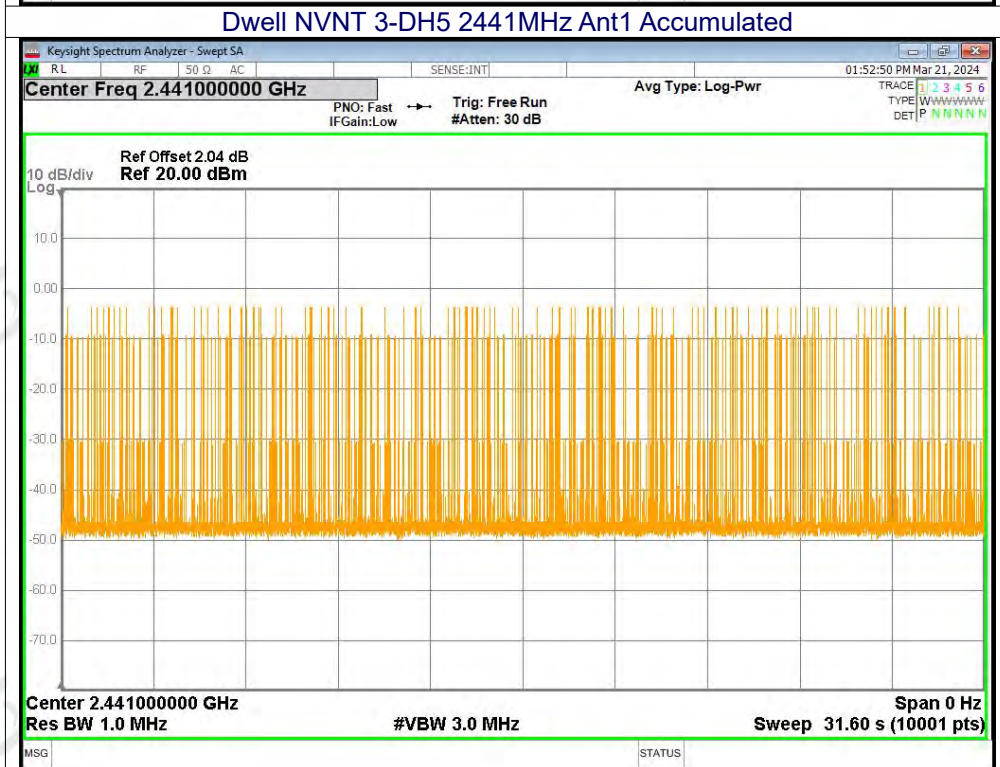 Dwell NVNT 3-DH5 2441MHz Ant1 Accumulated
Keysight Spectrum Analyzer - Swept SA
LXI RL RF 50 Ω AC SENSE:INT 01:52:50 PM Mar 21, 2024
Center Freq 2.441000000 GHz
PNO: Fast
IFGain:Low
Trig: Free Run
#Atten: 30 dB
Avg Type: Log-Pwr
TRACE 1 2 3 4 5 6
TYPE WWWWWWW
DET P N N N N N
Ref Offset 2.04 dB
10 dB/div Ref 20.00 dBm
Log
10.0
0.00
-10.0
-20.0
-30.0
-40.0
-50.0
-60.0
-70.0
Center 2.441000000 GHz Span 0 Hz
Res BW 1.0 MHz #VBW 3.0 MHz Sweep 31.60 s (10001 pts)
MSG STATUS